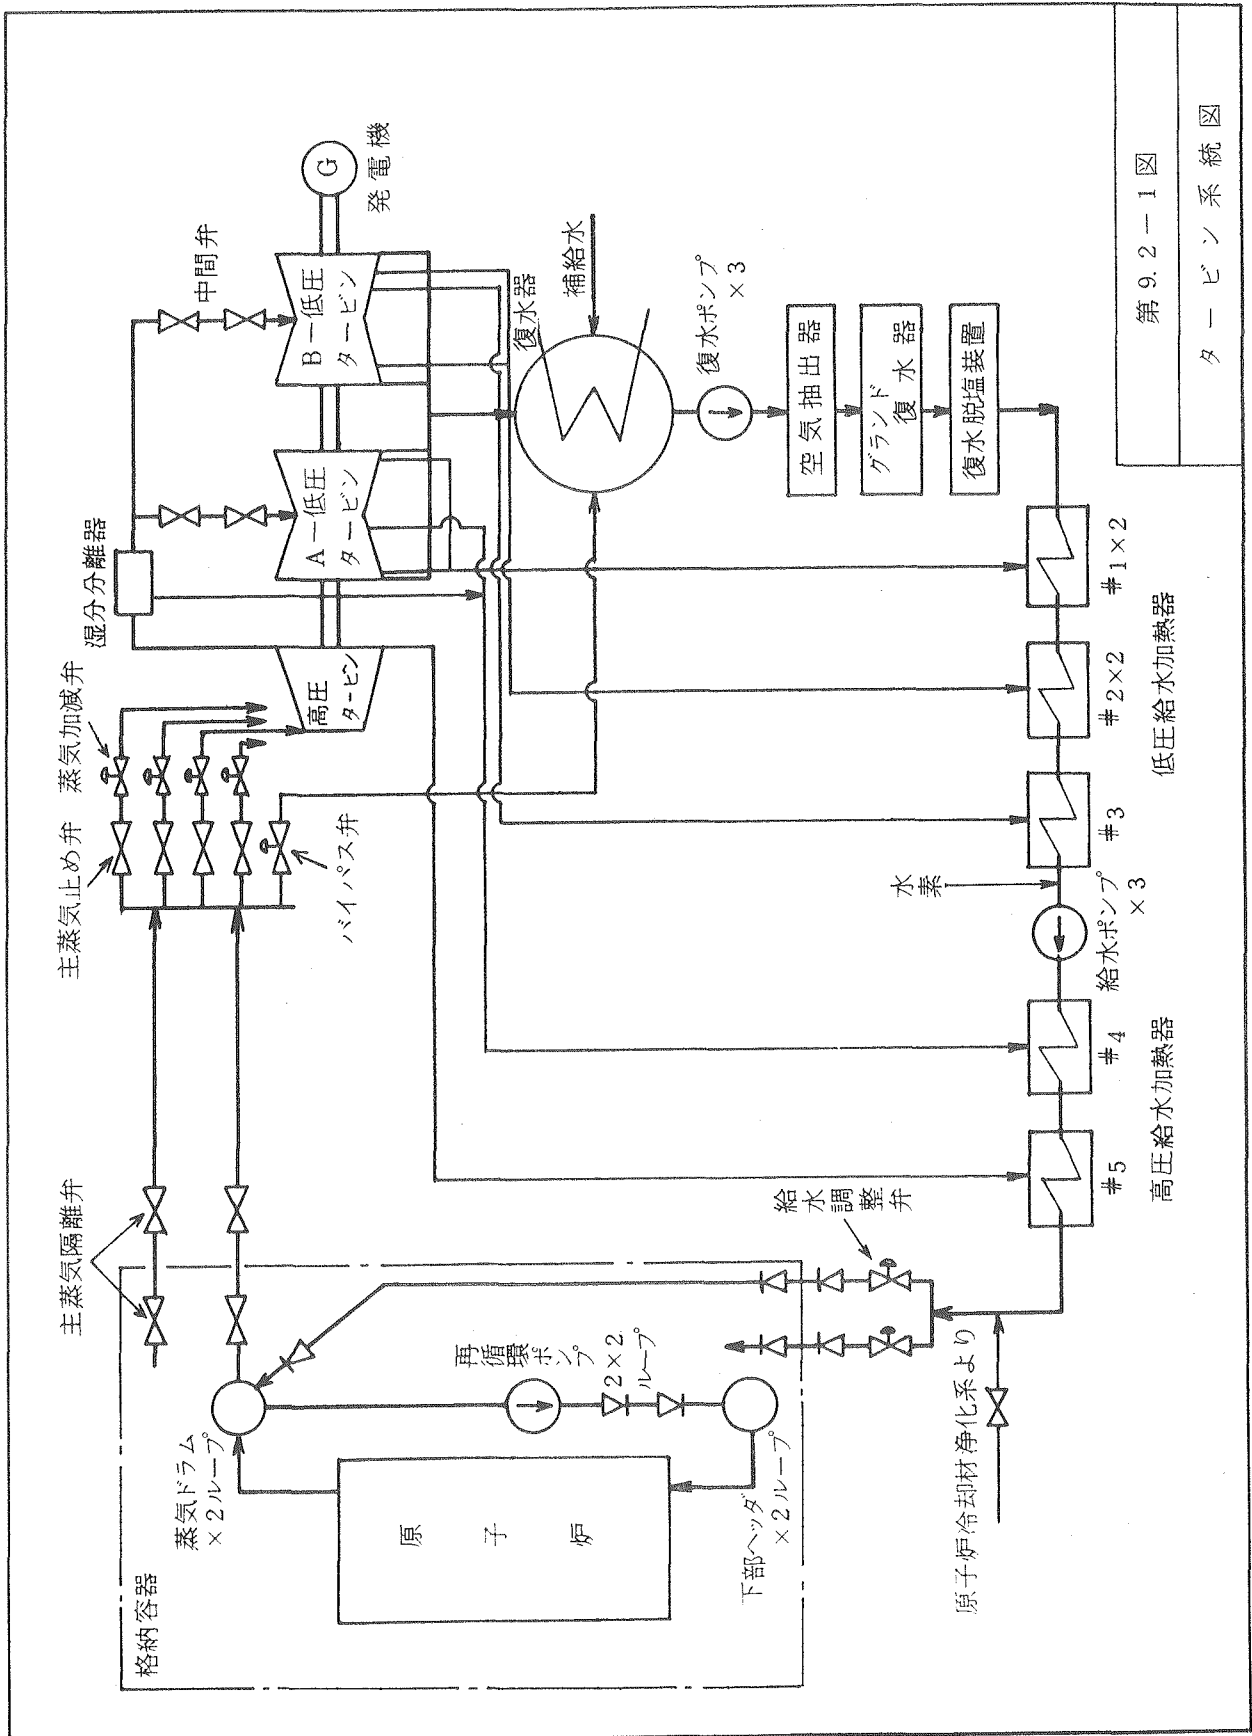 格納容器
原子炉
蒸気ドラム
×2ループ
再循環ポンプ
2×2
ループ
下部ヘッダ
×2ループ
主蒸気隔離弁
主蒸気止め弁
蒸気加減弁
バイパス弁
湿分分離器
中間弁
高圧
タービン
A－低圧
タービン
B－低圧
タービン
G
発電機
復水器
補給水
復水ポンプ
×3
空気抽出器
グランド
復水器
復水脱塩装置
#1×2
#2×2
#3
低圧給水加熱器
水素
給水ポンプ
×3
#4
#5
高圧給水加熱器
給水調整弁
原子炉冷却材浄化系より
第9.2－1図
タービン系統図